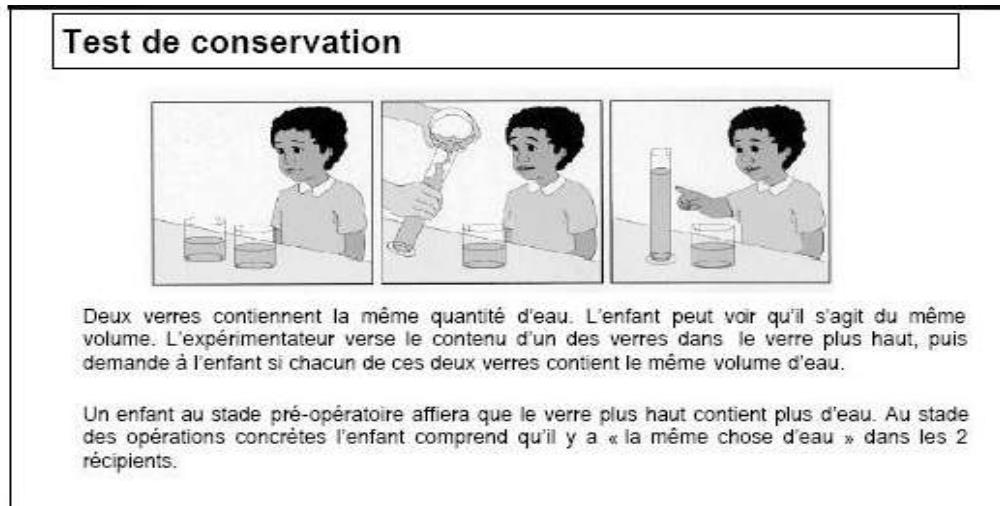 Test de conservation
Deux verres contiennent la même quantité d'eau. L'enfant peut voir qu'il s'agit du même
volume. L'expérimentateur verse le contenu d'un des verres dans le verre plus haut, puis
demande à l'enfant si chacun de ces deux verres contient le même volume d'eau.
Un enfant au stade pré-opératoire affiera que le verre plus haut contient plus d'eau. Au stade
des opérations concrètes l'enfant comprend qu'il y a « la même chose d'eau » dans les 2
récipients.